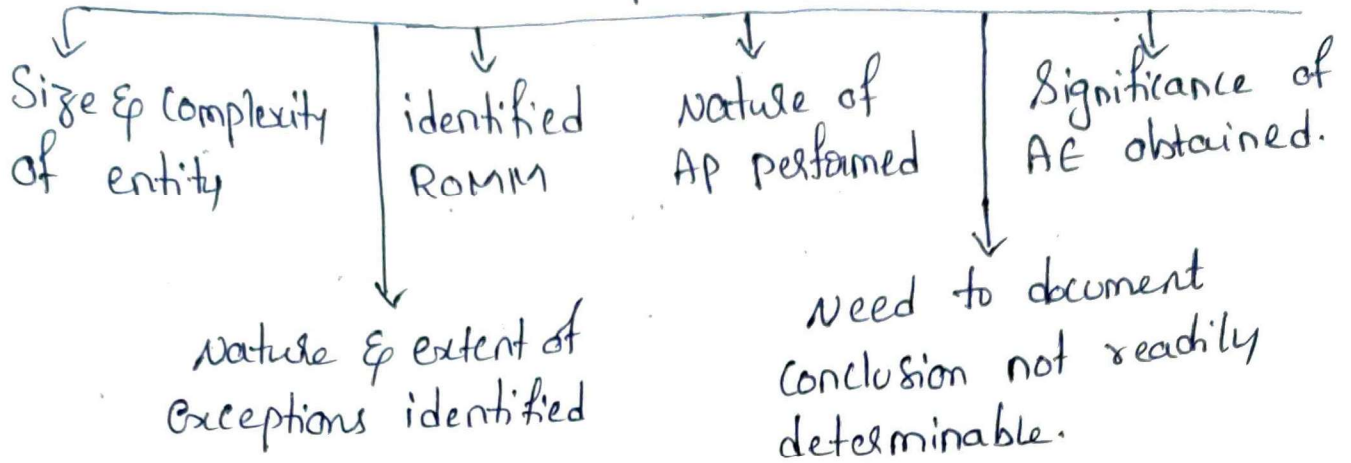 Size & Complexity
of entity
identified
ROMM
Nature of
AP performed
Significance of
AE obtained.
Nature & extent of
exceptions identified
Need to document
Conclusion not readily
determinable.